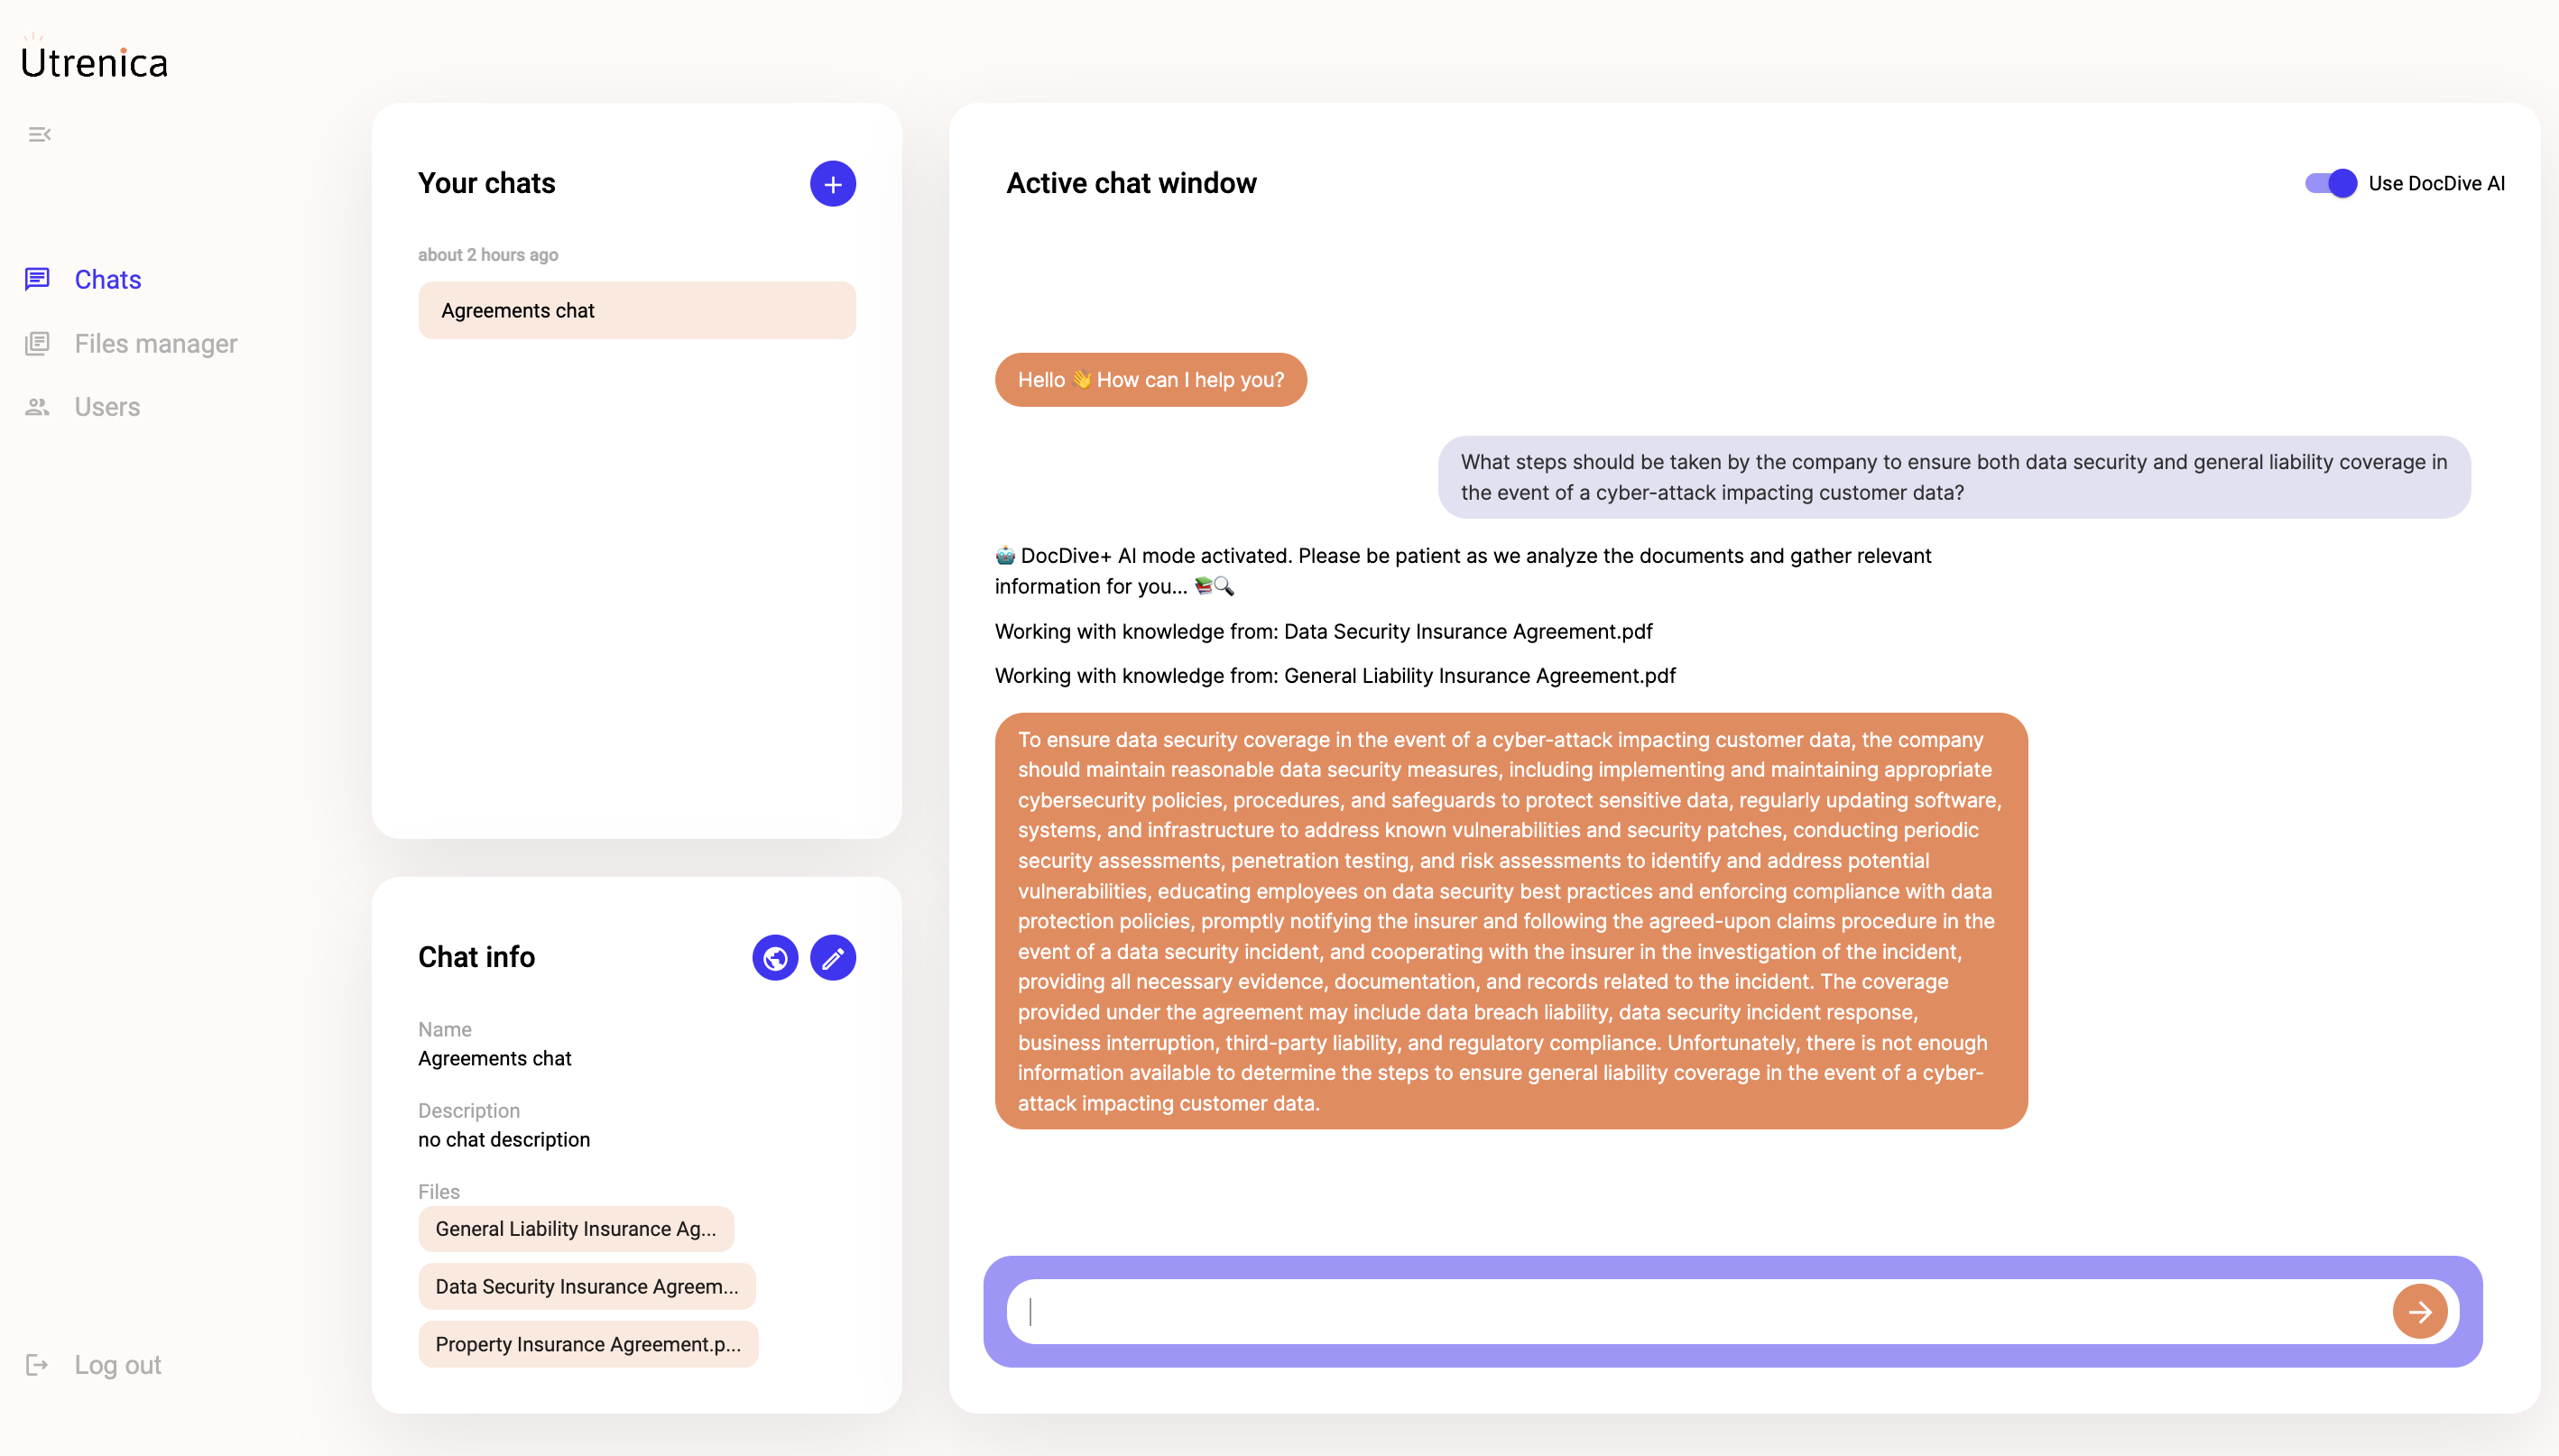 Utrenica
Chats
Files manager
Users
Log out
Your chats
about 2 hours ago
Agreements chat
Chat info
Name
Agreements chat
Description
no chat description
Files
General Liability Insurance Ag...
Data Security Insurance Agreem...
Property Insurance Agreement.p...
Active chat window
Use DocDive AI
Hello 👋 How can I help you?
What steps should be taken by the company to ensure both data security and general liability coverage in
the event of a cyber-attack impacting customer data?
🤖 DocDive+ AI mode activated. Please be patient as we analyze the documents and gather relevant
information for you... 📚🔍
Working with knowledge from: Data Security Insurance Agreement.pdf
Working with knowledge from: General Liability Insurance Agreement.pdf
To ensure data security coverage in the event of a cyber-attack impacting customer data, the company
should maintain reasonable data security measures, including implementing and maintaining appropriate
cybersecurity policies, procedures, and safeguards to protect sensitive data, regularly updating software,
systems, and infrastructure to address known vulnerabilities and security patches, conducting periodic
security assessments, penetration testing, and risk assessments to identify and address potential
vulnerabilities, educating employees on data security best practices and enforcing compliance with data
protection policies, promptly notifying the insurer and following the agreed-upon claims procedure in the
event of a data security incident, and cooperating with the insurer in the investigation of the incident,
providing all necessary evidence, documentation, and records related to the incident. The coverage
provided under the agreement may include data breach liability, data security incident response,
business interruption, third-party liability, and regulatory compliance. Unfortunately, there is not enough
information available to determine the steps to ensure general liability coverage in the event of a cyber-
attack impacting customer data.